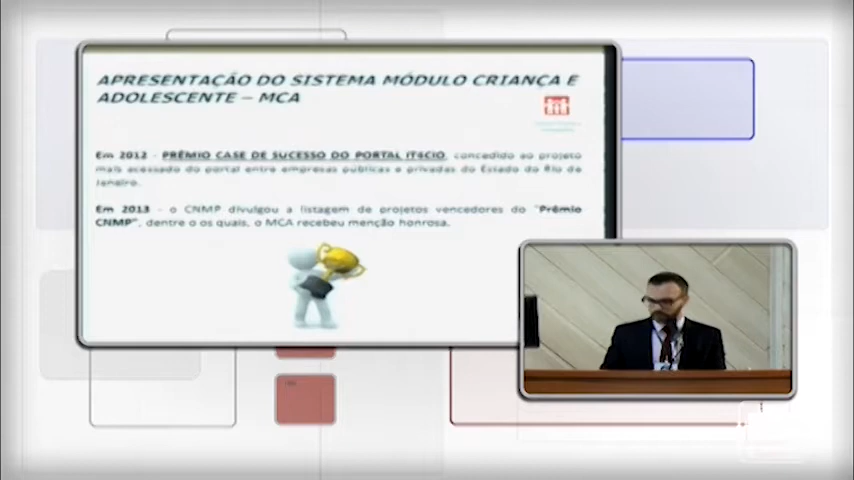 APRESENTAÇÃO DO SISTEMA MÓDULO CRIANÇA E
ADOLESCENTE – MCA
Em 2012 - PRÊMIO CASE DE SUCESSO DO PORTAL IT4CIO, concedido ao projeto
mais acessado do portal entre empresas públicas e privadas do Estado do Rio de
Janeiro.
Em 2013 - o CNMP divulgou a listagem de projetos vencedores do "Prêmio
CNMP", dentre o os quais, o MCA recebeu menção honrosa.